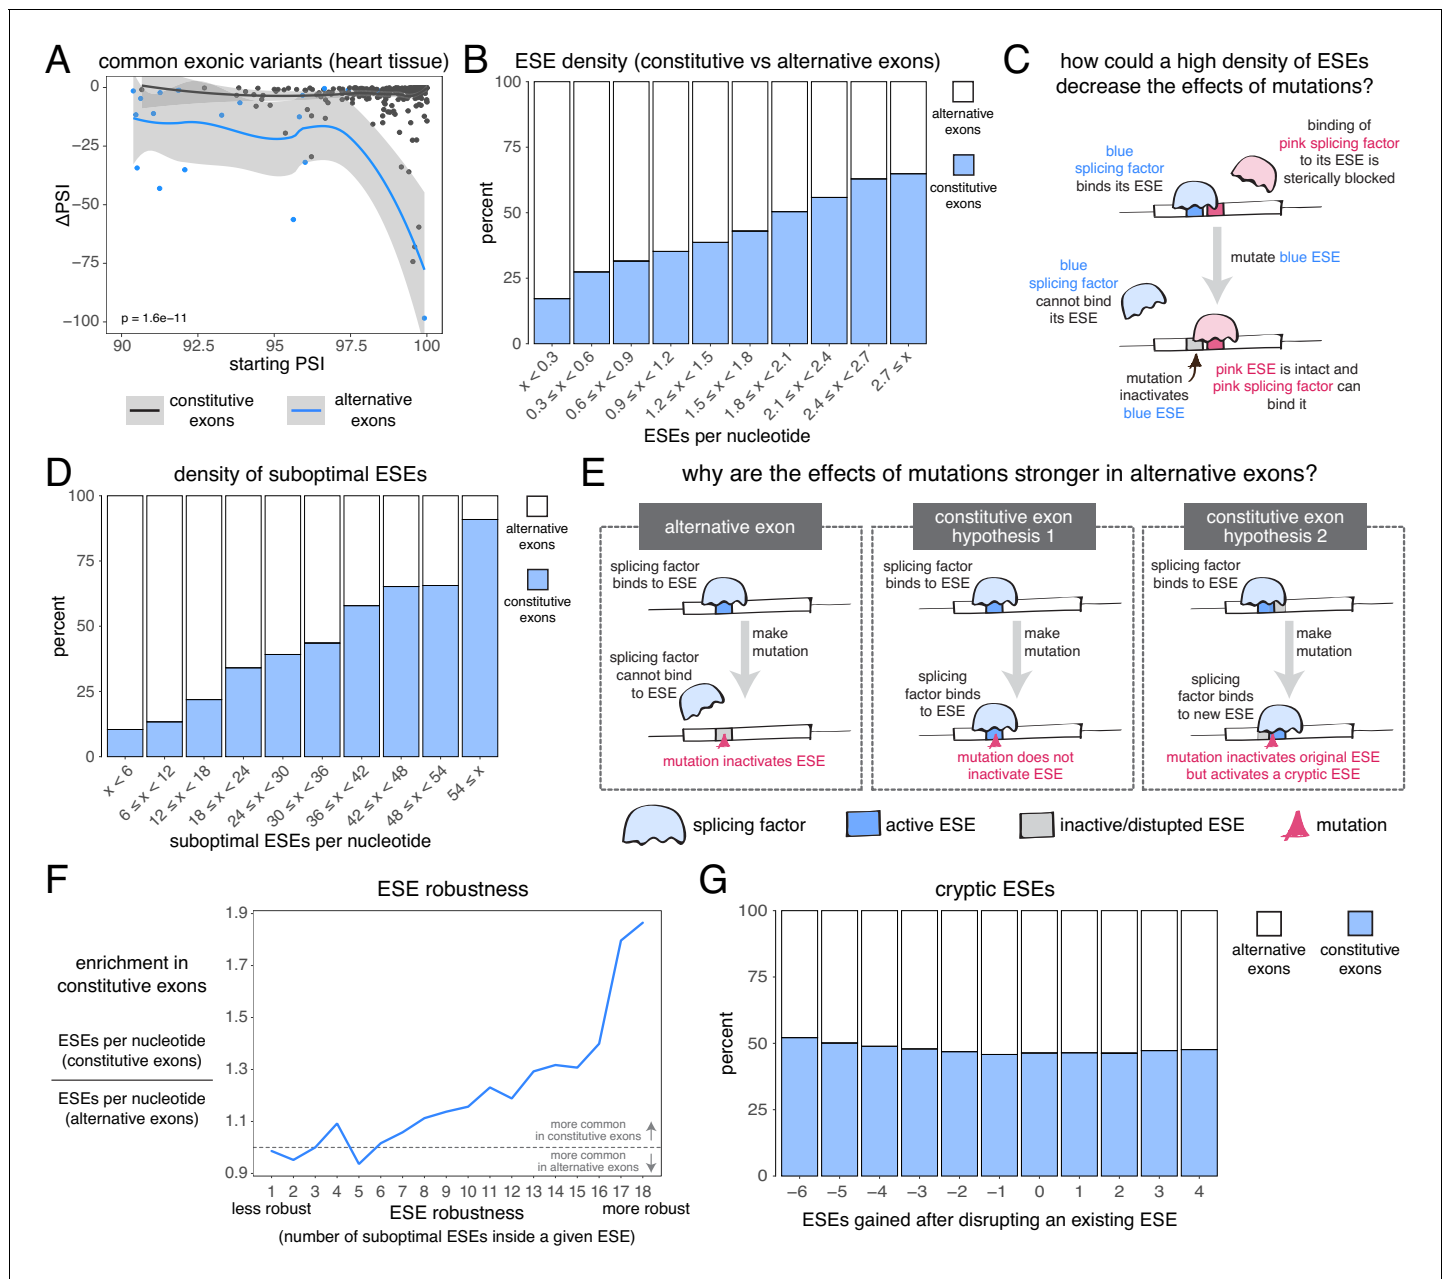 A
common exonic variants (heart tissue)
0
−25
−50
−75
−100
ΔPSI
p = 1.6e−11
90
92.5
95
97.5
100
starting PSI
constitutive
exons
alternative
exons
B
ESE density (constitutive vs alternative exons)
100
75
50
25
0
percent
x < 0.3
0.3 ≤ x < 0.6
0.6 ≤ x < 0.9
0.9 ≤ x < 1.2
1.2 ≤ x < 1.5
1.5 ≤ x < 1.8
1.8 ≤ x < 2.1
2.1 ≤ x < 2.4
2.4 ≤ x < 2.7
2.7 ≤ x
ESEs per nucleotide
alternative
exons
constitutive
exons
C
how could a high density of ESEs
decrease the effects of mutations?
blue
splicing factor
binds its ESE
binding of
pink splicing factor
to its ESE is
sterically blocked
mutate blue ESE
blue
splicing factor
cannot bind
its ESE
mutation
inactivates
blue ESE
pink ESE is intact and
pink splicing factor can
bind it
D
density of suboptimal ESEs
100
75
50
25
0
percent
x < 6
6 ≤ x < 12
12 ≤ x < 18
18 ≤ x < 24
24 ≤ x < 30
30 ≤ x < 36
36 ≤ x < 42
42 ≤ x < 48
48 ≤ x < 54
54 ≤ x
suboptimal ESEs per nucleotide
alternative
exons
constitutive
exons
E
why are the effects of mutations stronger in alternative exons?
alternative exon
splicing factor
binds to ESE
make
mutation
splicing factor
cannot bind
to ESE
mutation inactivates ESE
constitutive exon
hypothesis 1
splicing factor
binds to ESE
make
mutation
splicing
factor binds
to ESE
mutation does not
inactivate ESE
constitutive exon
hypothesis 2
splicing factor
binds to ESE
make
mutation
splicing
factor binds
to new ESE
mutation inactivates original ESE
but activates a cryptic ESE
splicing factor
active ESE
inactive/distupted ESE
mutation
F
ESE robustness
enrichment in
constitutive exons
ESEs per nucleotide
(constitutive exons)
ESEs per nucleotide
(alternative exons)
1.9
1.7
1.5
1.3
1.1
0.9
more common
in constitutive exons
more common
in alternative exons
1 2 3 4 5 6 7 8 9 10 11 12 13 14 15 16 17 18
less robust
ESE robustness
more robust
(number of suboptimal ESEs inside a given ESE)
G
cryptic ESEs
100
75
50
25
0
percent
−6 −5 −4 −3 −2 −1 0 1 2 3 4
ESEs gained after disrupting an existing ESE
alternative
exons
constitutive
exons